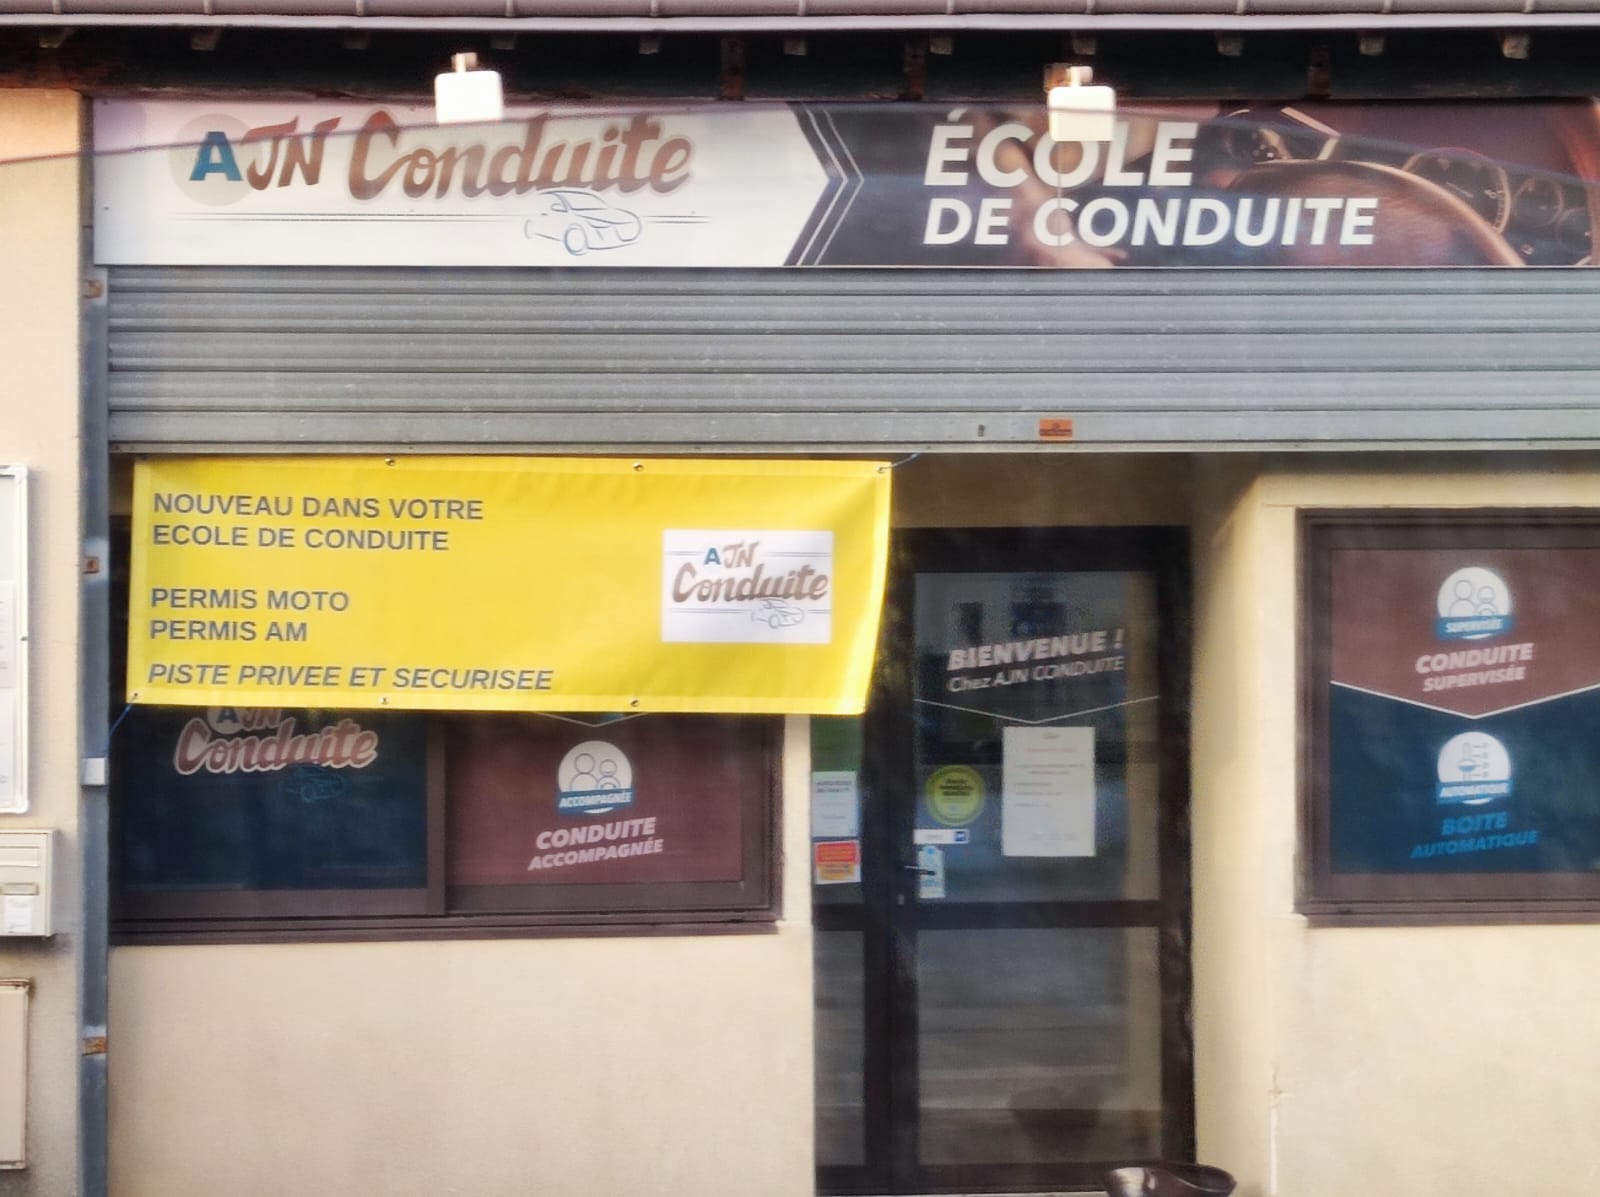 AJN Conduite
ÉCOLE
DE CONDUITE
NOUVEAU DANS VOTRE
ECOLE DE CONDUITE
PERMIS MOTO
PERMIS AM
PISTE PRIVEE ET SECURISEE
AJN
Conduite
AJN
Conduite
ACCOMPAGNÉE
CONDUITE
ACCOMPAGNÉE
BIENVENUE !
Chez AJN CONDUITE
SUPERVISÉE
CONDUITE
SUPERVISÉE
AUTOMATIQUE
BOITE
AUTOMATIQUE